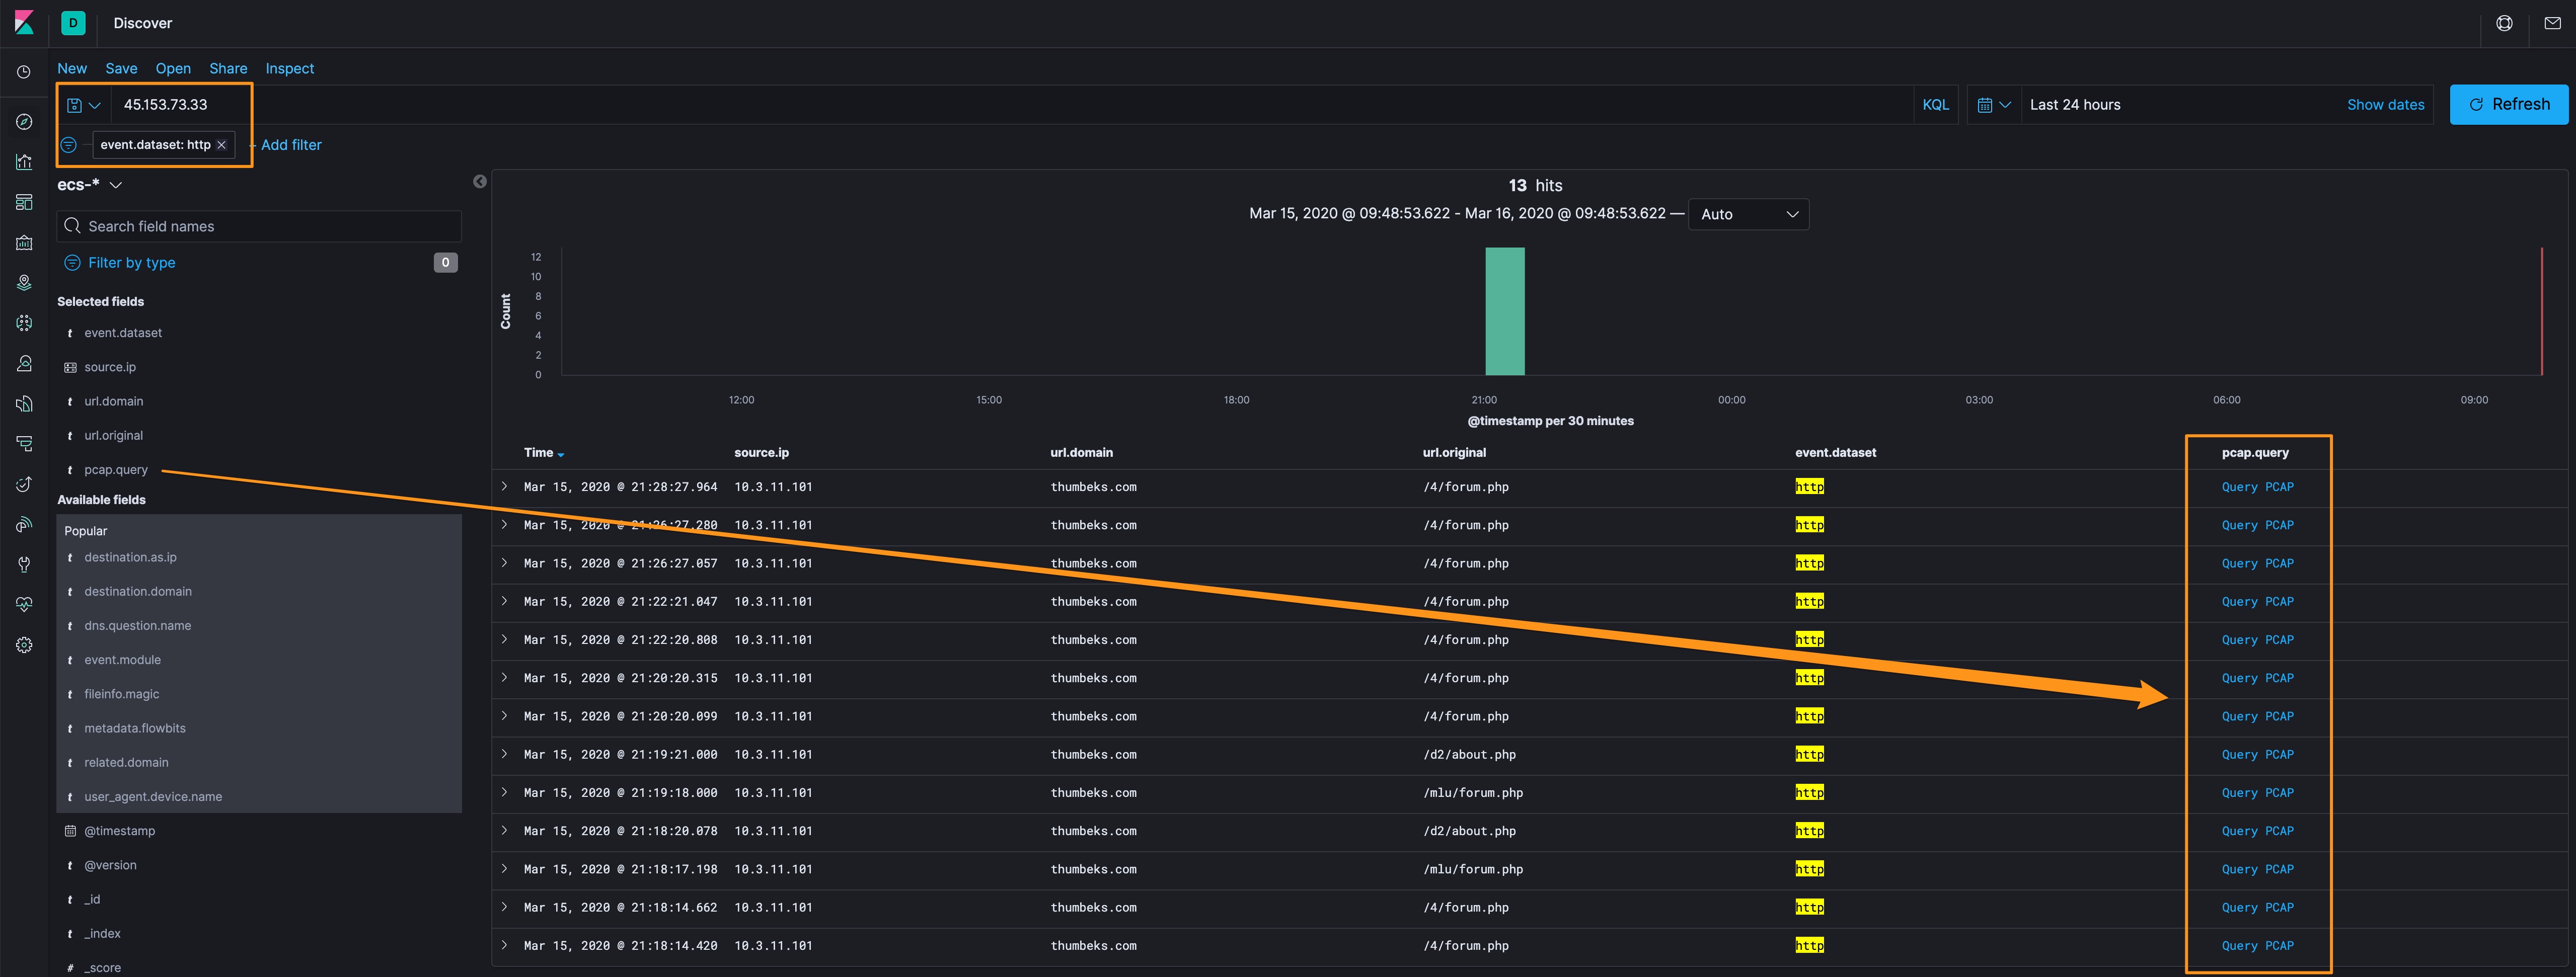 D Discover
New Save Open Share Inspect
45.153.73.33 KQL Last 24 hours Show dates Refresh
event.dataset: http Add filter
ecs-*
Search field names
Filter by type 0
Selected fields
t event.dataset
source.ip
t url.domain
t url.original
t pcap.query
Available fields
Popular
t destination.as.ip
t destination.domain
t dns.question.name
t event.module
t fileinfo.magic
t metadata.flowbits
t related.domain
t user_agent.device.name
@timestamp
t @version
t _id
t _index
# _score
13 hits
Mar 15, 2020 @ 09:48:53.622 - Mar 16, 2020 @ 09:48:53.622 — Auto
Count
12
10
8
6
4
2
0
12:00 15:00 18:00 21:00 00:00 03:00 06:00 09:00
@timestamp per 30 minutes
Time source.ip url.domain url.original event.dataset pcap.query
Mar 15, 2020 @ 21:28:27.964 10.3.11.101 thumbeks.com /4/forum.php http Query PCAP
Mar 15, 2020 @ 21:26:27.280 10.3.11.101 thumbeks.com /4/forum.php http Query PCAP
Mar 15, 2020 @ 21:26:27.057 10.3.11.101 thumbeks.com /4/forum.php http Query PCAP
Mar 15, 2020 @ 21:22:21.047 10.3.11.101 thumbeks.com /4/forum.php http Query PCAP
Mar 15, 2020 @ 21:22:20.808 10.3.11.101 thumbeks.com /4/forum.php http Query PCAP
Mar 15, 2020 @ 21:20:20.315 10.3.11.101 thumbeks.com /4/forum.php http Query PCAP
Mar 15, 2020 @ 21:20:20.099 10.3.11.101 thumbeks.com /4/forum.php http Query PCAP
Mar 15, 2020 @ 21:19:21.000 10.3.11.101 thumbeks.com /d2/about.php http Query PCAP
Mar 15, 2020 @ 21:19:18.000 10.3.11.101 thumbeks.com /mlu/forum.php http Query PCAP
Mar 15, 2020 @ 21:18:20.078 10.3.11.101 thumbeks.com /d2/about.php http Query PCAP
Mar 15, 2020 @ 21:18:17.198 10.3.11.101 thumbeks.com /mlu/forum.php http Query PCAP
Mar 15, 2020 @ 21:18:14.662 10.3.11.101 thumbeks.com /4/forum.php http Query PCAP
Mar 15, 2020 @ 21:18:14.420 10.3.11.101 thumbeks.com /4/forum.php http Query PCAP